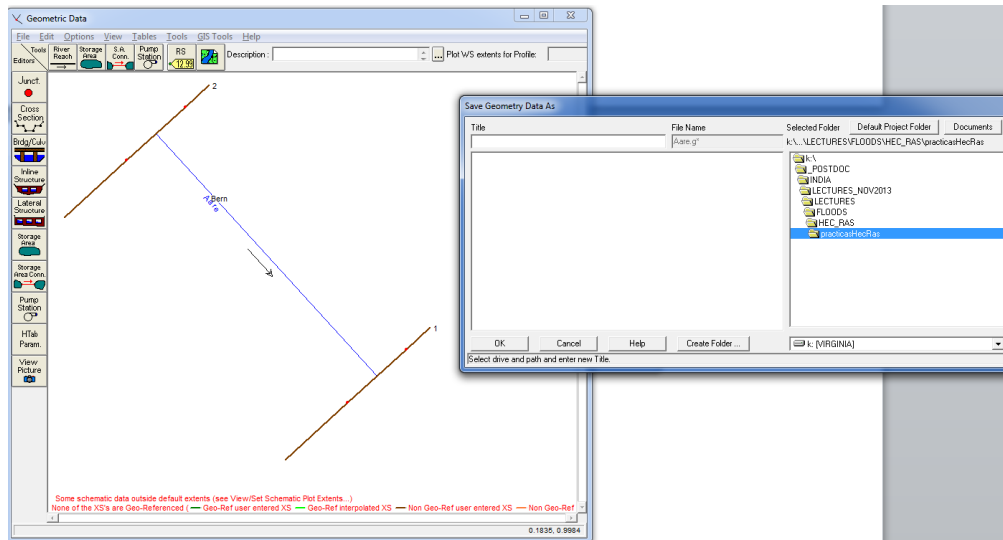 Geometric Data
File Edit Options View Tables Tools GIS Tools Help
Tools
Editors
River
Reach
Storage
Area
S.A.
Conn.
Pump
Station
RS
12.99
Description :
...
Plot WS extents for Profile:
Junct.
Cross
Section
Brdg/Culv
Inline
Structure
Lateral
Structure
Storage
Area
Storage
Area Conn.
Pump
Station
HTab
Param.
View
Picture
2
Bern
Aare
1
Some schematic data outside default extents (see View/Set Schematic Plot Extents...)
None of the XS's are Geo-Referenced ( Geo-Ref user entered XS Geo-Ref interpolated XS Non Geo-Ref user entered XS Non Geo-Ref
0.1836, 0.9984
Save Geometry Data As
Title
File Name
Selected Folder
Default Project Folder
Documents
Aare.g*
k:\...\LECTURES\FLOODS\HEC_RAS\practicasHecRas
k:\
_POSTDOC
INDIA
LECTURES_NOV2013
LECTURES
FLOODS
HEC_RAS
practicasHecRas
OK
Cancel
Help
Create Folder ...
k: [VIRGINIA]
Select drive and path and enter new Title.